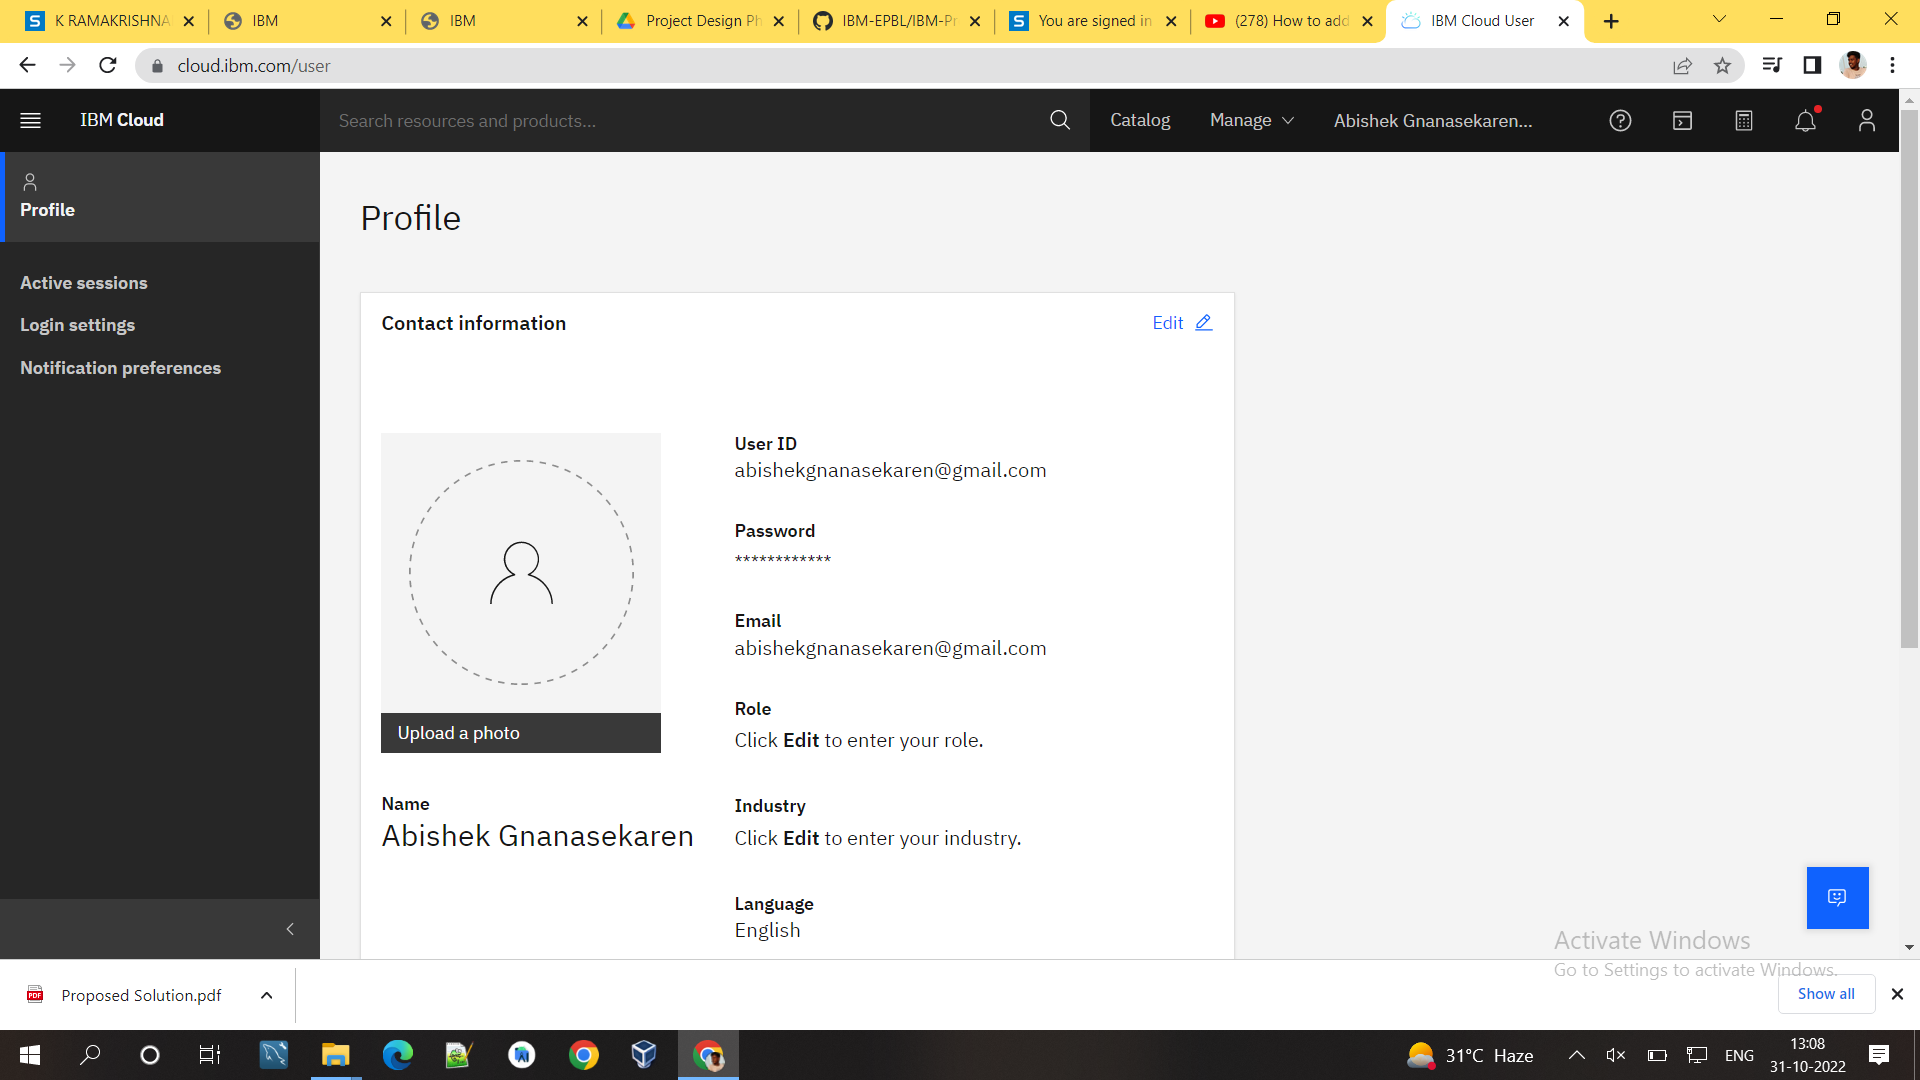 K RAMAKRISHNA
IBM
IBM
Project Design Ph
IBM-EPBL/IBM-Pr
You are signed in
(278) How to add
IBM Cloud User
cloud.ibm.com/user
IBM Cloud
Search resources and products...
Catalog
Manage
Abishek Gnanasekaren...
Profile
Active sessions
Login settings
Notification preferences
Profile
Contact information
Edit
User ID
abishekgnanasekaren@gmail.com
Password
************
Email
abishekgnanasekaren@gmail.com
Role
Click Edit to enter your role.
Upload a photo
Name
Abishek Gnanasekaren
Industry
Click Edit to enter your industry.
Language
English
Activate Windows
Go to Settings to activate Windows.
Proposed Solution.pdf
Show all
31°C Haze
ENG
13:08
31-10-2022